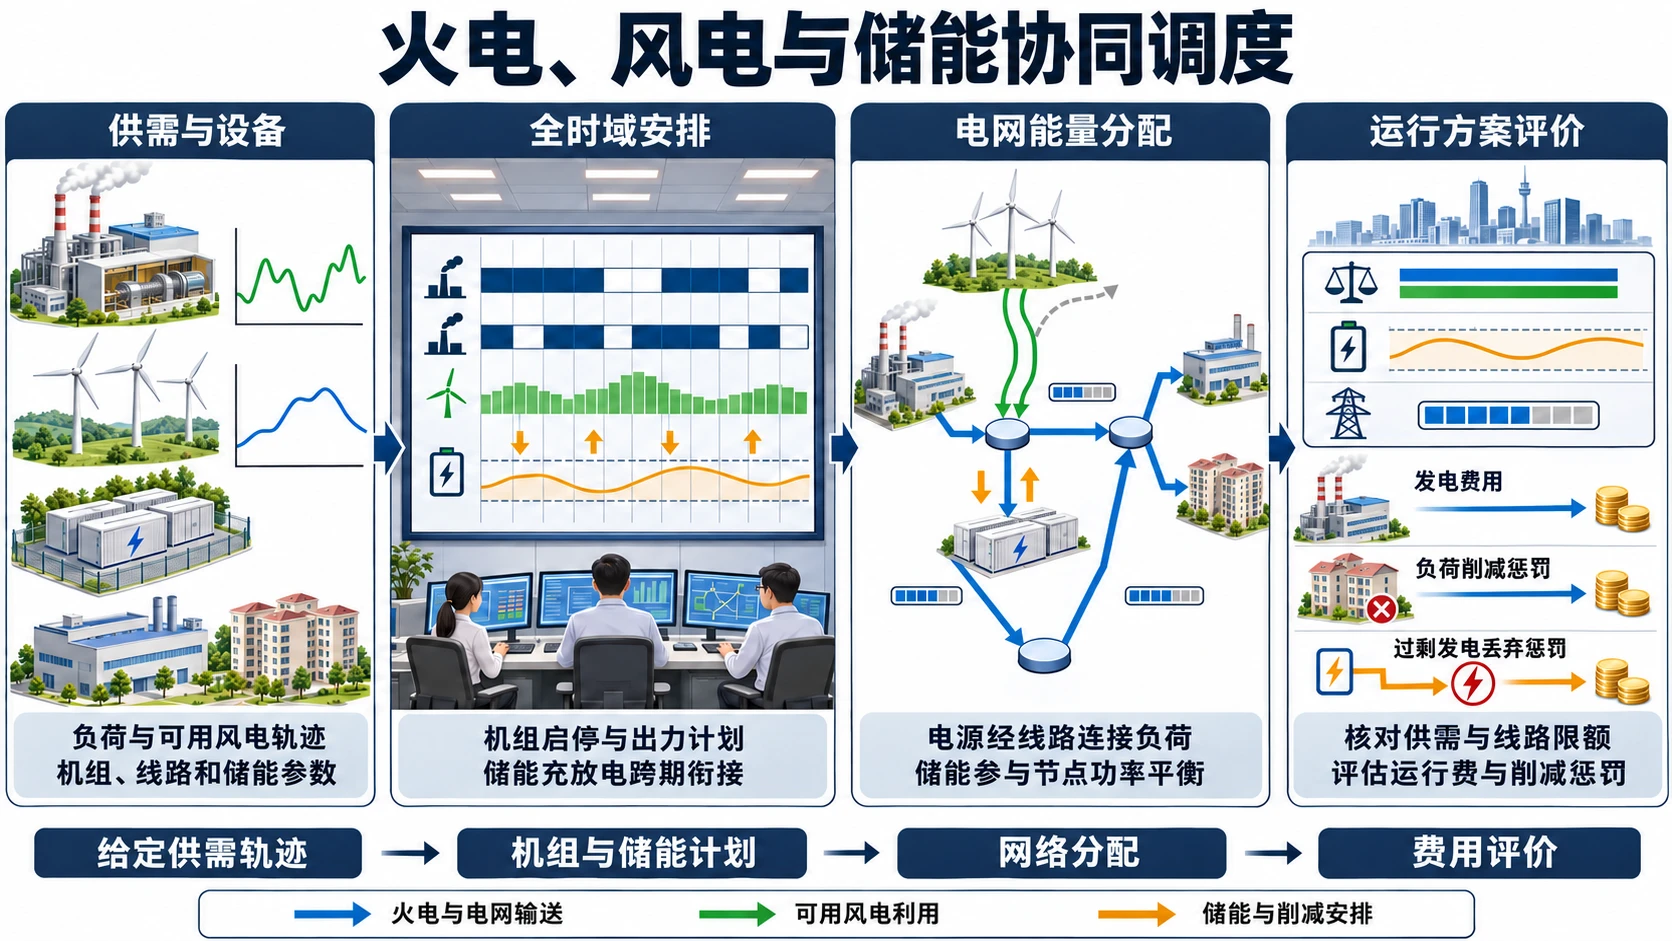 火电、风电与储能协同调度
供需与设备
负荷与可用风电轨迹
机组、线路和储能参数
全时域安排
机组启停与出力计划
储能充放电跨期衔接
电网能量分配
电源经线路连接负荷
储能参与节点功率平衡
运行方案评价
发电费用
负荷削减惩罚
过剩发电丢弃惩罚
核对供需与线路限额
评估运行费与削减惩罚
给定供需轨迹
机组与储能计划
网络分配
费用评价
火电与电网输送
可用风电利用
储能与削减安排